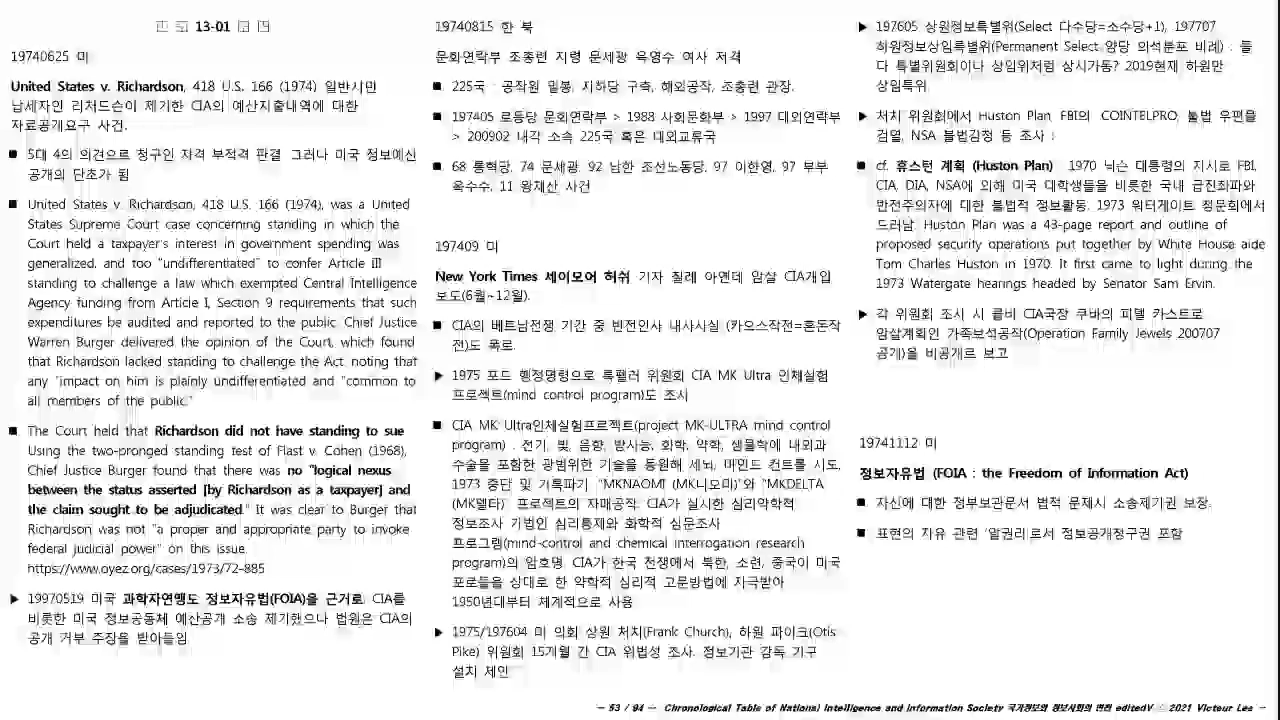 13-01
19740625 미
United States v. Richardson, 418 U.S. 166 (1974) 일반시민
납세자인 리처드슨이 제기한 CIA의 예산지출내역에 대한
자료공개요구 사건.
■ 5대 4의 의견으로 청구인 자격 부적격 판결. 그러나 미국 정보예산
공개의 단초가 됨
■ United States v. Richardson, 418 U.S. 166 (1974), was a United
States Supreme Court case concerning standing in which the
Court held a taxpayer's interest in government spending was
generalized, and too "undifferentiated" to confer Article III
standing to challenge a law which exempted Central Intelligence
Agency funding from Article I, Section 9 requirements that such
expenditures be audited and reported to the public. Chief Justice
Warren Burger delivered the opinion of the Court, which found
that Richardson lacked standing to challenge the Act, noting that
any "impact on him is plainly undifferentiated and "common to
all members of the public."
■ The Court held that Richardson did not have standing to sue.
Using the two-pronged standing test of Flast v. Cohen (1968),
Chief Justice Burger found that there was no "logical nexus
between the status asserted [by Richardson as a taxpayer] and
the claim sought to be adjudicated." It was clear to Burger that
Richardson was not "a proper and appropriate party to invoke
federal judicial power" on this issue.
https://www.oyez.org/cases/1973/72-885
▶ 19970519 미국 과학자연맹도 정보자유법(FOIA)을 근거로 CIA를
비롯한 미국 정보공동체 예산공개 소송 제기했으나 법원은 CIA의
공개 거부 주장을 받아들임.
19740815 한 북
문화연락부 조총련 지령 문세광 육영수 여사 저격
■ 225국 : 공작원 밀봉, 지하당 구축, 해외공작, 조총련 관장.
■ 197405 로동당 문화연락부 > 1988 사회문화부 > 1997 대외연락부
> 200902 내각 소속 225국 혹은 대외교류국
■ 68 통혁당, 74 문세광, 92 남한 조선노동당, 97 이한영, 97 부부
옥수수, 11 왕재산 사건
197409 미
New York Times 세이모어 허쉬 기자 칠레 아옌데 암살 CIA개입
보도(6월~12월).
■ CIA의 베트남전쟁 기간 중 반전인사 내사사실 (카오스작전=혼돈작
전)도 폭로.
▶ 1975 포드 행정명령으로 록펠러 위원회 CIA MK Ultra 인체실험
프로젝트(mind control program)도 조사
■ CIA MK Ultra인체실험프로젝트(project MK-ULTRA mind control
program) : 전기, 빛, 음향, 방사능, 화학, 약학, 생물학에 내외과
수술을 포함한 광범위한 기술을 동원해 세뇌, 마인드 컨트롤 시도.
1973 중단 및 기록파기. "MKNAOMI (MK니오미)"와 "MKDELTA
(MK델타)" 프로젝트의 자매공작. CIA가 실시한 심리약학적
정보조사 기법인 심리통제와 화학적 심문조사
프로그램(mind-control and chemical interrogation research
program)의 암호명. CIA가 한국 전쟁에서 북한, 소련, 중국이 미국
포로들을 상대로 한 약학적 심리적 고문방법에 자극받아
1950년대부터 체계적으로 사용
▶ 1975/197604 미 의회 상원 처치(Frank Church), 하원 파이크(Otis
Pike) 위원회 15개월 간 CIA 위법성 조사. 정보기관 감독 기구
설치 제안
▶ 197605 상원정보특별위(Select 다수당=소수당+1), 197707
하원정보상임특별위(Permanent Select 양당 의석분포 비례) : 둘
다 특별위원회이나 상임위처럼 상시가동? 2019현재 하원만
상임특위
▶ 처치 위원회에서 Huston Plan, FBI의 COINTELPRO, 불법 우편물
검열, NSA 불법감청 등 조사 :
■ cf. 휴스턴 계획 (Huston Plan) : 1970 닉슨 대통령의 지시로 FBI,
CIA, DIA, NSA에 의해 미국 대학생들을 비롯한 국내 급진좌파와
반전주의자에 대한 불법적 정보활동. 1973 워터게이트 청문회에서
드러남. Huston Plan was a 43-page report and outline of
proposed security operations put together by White House aide
Tom Charles Huston in 1970. It first came to light during the
1973 Watergate hearings headed by Senator Sam Ervin.
▶ 각 위원회 조사 시 콜비 CIA국장 쿠바의 피델 카스트로
암살계획인 가족보석공작(Operation Family Jewels 200707
공개)을 비공개로 보고
19741112 미
정보자유법 (FOIA : the Freedom of Information Act)
■ 자신에 대한 정부보관문서 법적 문제시 소송제기권 보장.
■ 표현의 자유 관련 '알권리'로서 정보공개청구권 포함
- 53 / 94 - Chronological Table of National Intelligence and Information Society 국가정보와 정보사회의 연표 editedV © 2021 Victeur Lee -